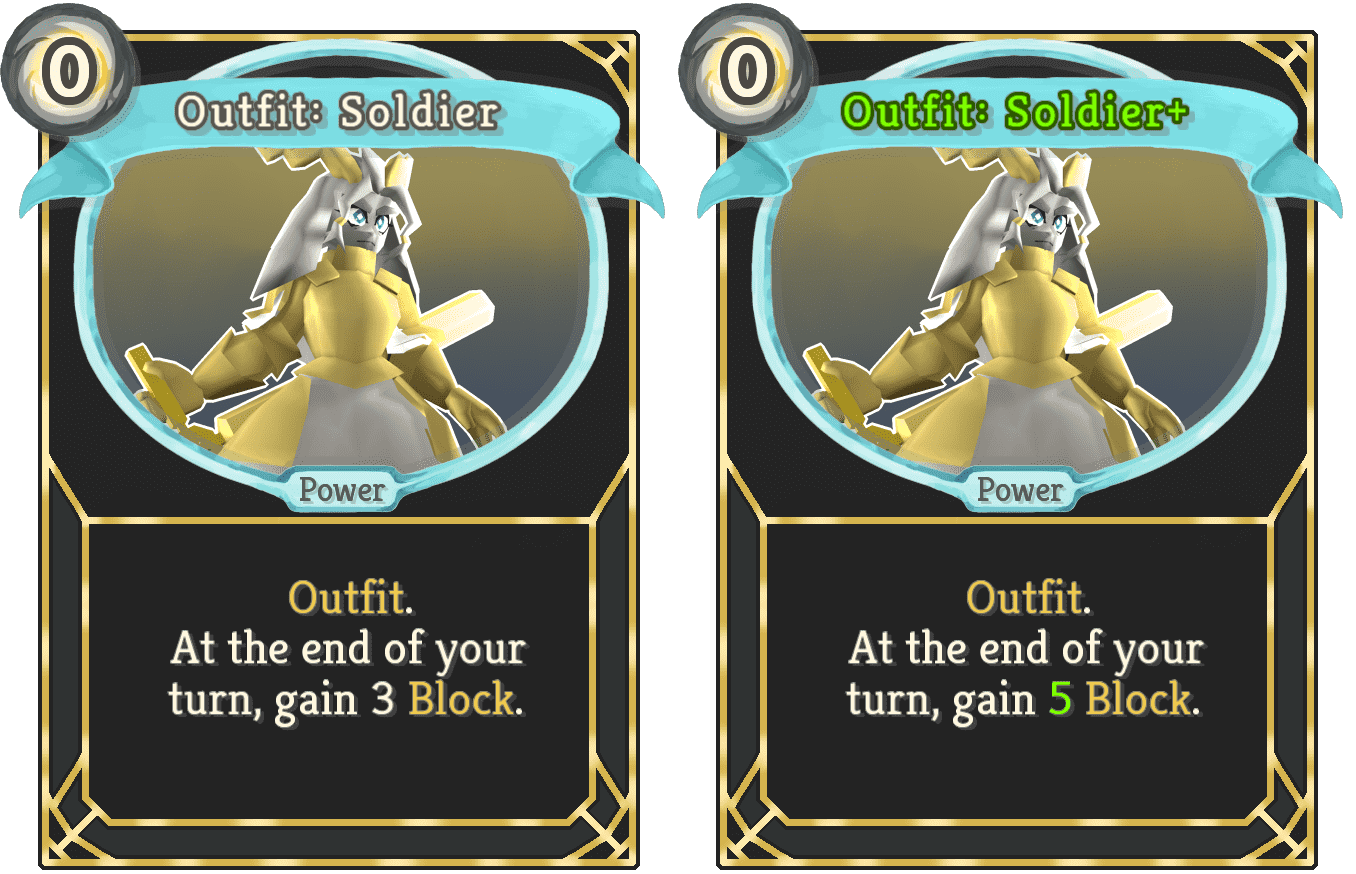 0
Outfit: Soldier
Power
Outfit.
At the end of your
turn, gain 3 Block.
0
Outfit: Soldier+
Power
Outfit.
At the end of your
turn, gain 5 Block.